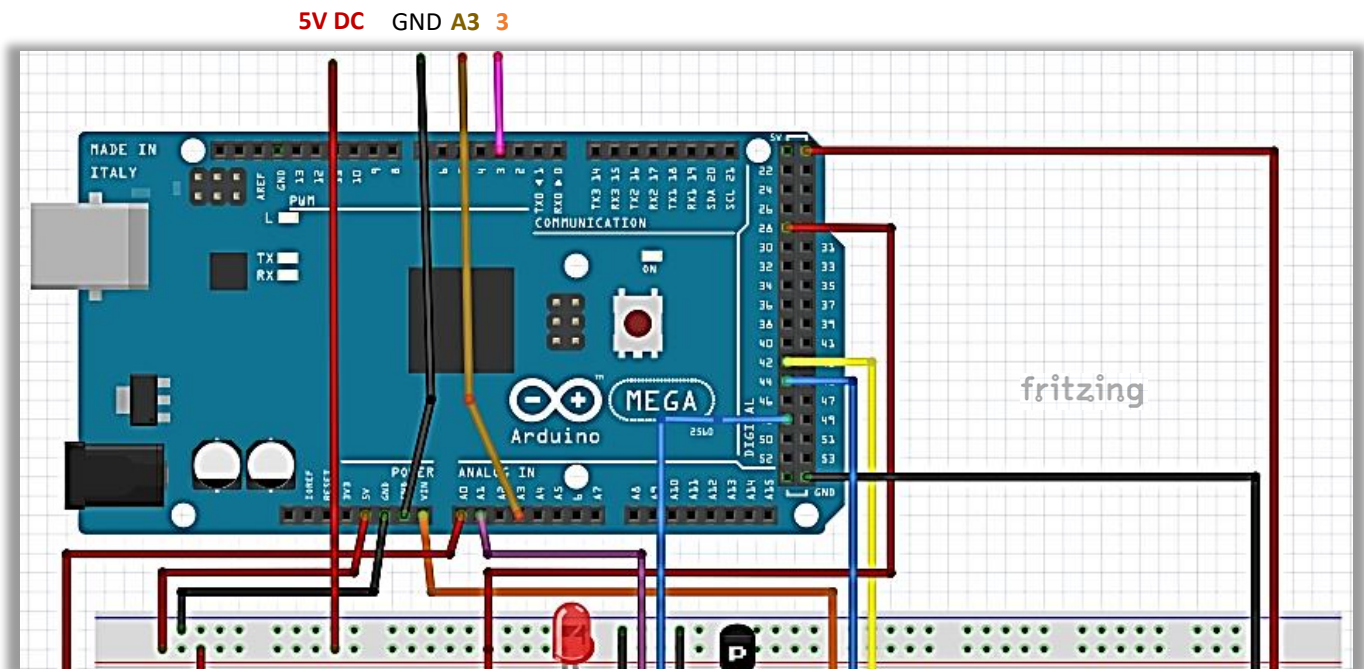 5V DC GND A3 3
MADE IN
ITALY
AREF
GND
13
12
10
9
8
6
4
3
2
TX0 1
RX0 0
TX3 14
RX3 15
TX2 16
RX2 17
TX1 18
RX1 19
SDA 20
SCL 21
5V
PWM
L
COMMUNICATION
TX
RX
ON
22
24
26
28
30 31
32 33
34 35
36 37
38 39
40 41
42
44
46 47
49
50 51
52 53
GND
DIGITAL
fritzing
MEGA
2560
Arduino
TM
POWER
ANALOG IN
IOREF
RESET
3V3
5V
GND
VIN
A0
A1
A3
A4
A5
A7
A8
A9
A10
A11
A12
A13
A14
A15
P